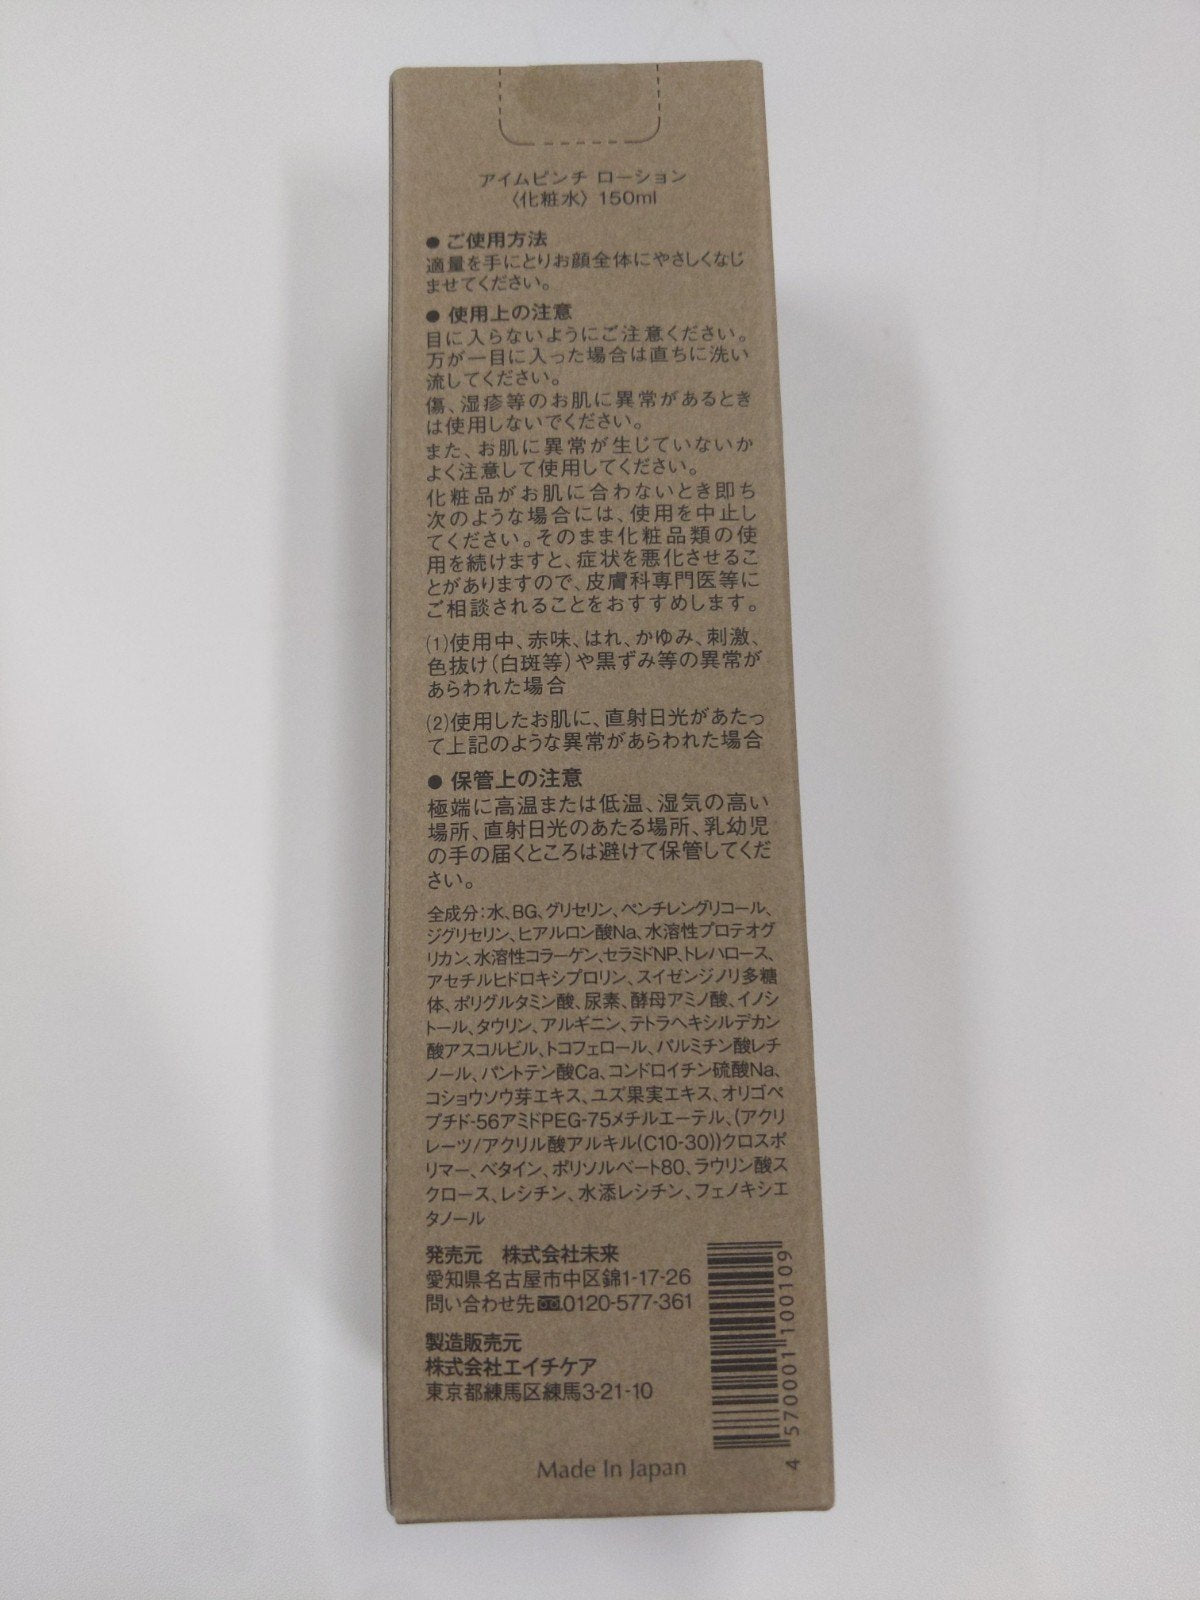 アイムピンチ ローション
〈化粧水〉 150ml
● ご使用方法
適量を手にとりお顔全体にやさしくなじ
ませてください。
● 使用上の注意
目に入らないようにご注意ください。
万が一目に入った場合は直ちに洗い
流してください。
傷、湿疹等のお肌に異常があるとき
は使用しないでください。
また、お肌に異常が生じていないか
よく注意して使用してください。
化粧品がお肌に合わないとき即ち
次のような場合には、使用を中止し
てください。そのまま化粧品類の使
用を続けますと、症状を悪化させるこ
とがありますので、皮膚科専門医等に
ご相談されることをおすすめします。
(1)使用中、赤味、はれ、かゆみ、刺激、
色抜け(白斑等)や黒ずみ等の異常が
あらわれた場合
(2)使用したお肌に、直射日光があたっ
て上記のような異常があらわれた場合
● 保管上の注意
極端に高温または低温、湿気の高い
場所、直射日光のあたる場所、乳幼児
の手の届くところは避けて保管してくだ
さい。
全成分:水、BG、グリセリン、ペンチレングリコール、
ジグリセリン、ヒアルロン酸Na、水溶性プロテオグ
リカン、水溶性コラーゲン、セラミドNP、トレハロース、
アセチルヒドロキシプロリン、スイゼンジノリ多糖
体、ポリグルタミン酸、尿素、酵母アミノ酸、イノシ
トール、タウリン、アルギニン、テトラヘキシルデカン
酸アスコルビル、トコフェロール、パルミチン酸レチ
ノール、パントテン酸Ca、コンドロイチン硫酸Na、
コショウソウ芽エキス、ユズ果実エキス、オリゴペ
プチド-56アミドPEG-75メチルエーテル、(アクリ
レーツ/アクリル酸アルキル(C10-30))クロスポ
リマー、ベタイン、ポリソルベート80、ラウリン酸ス
クロース、レシチン、水添レシチン、フェノキシエ
タノール
発売元 株式会社未来
愛知県名古屋市中区錦1-17-26
問い合わせ先 0120-577-361
製造販売元
株式会社エイチケア
東京都練馬区練馬3-21-10
4 570001 100109
Made In Japan